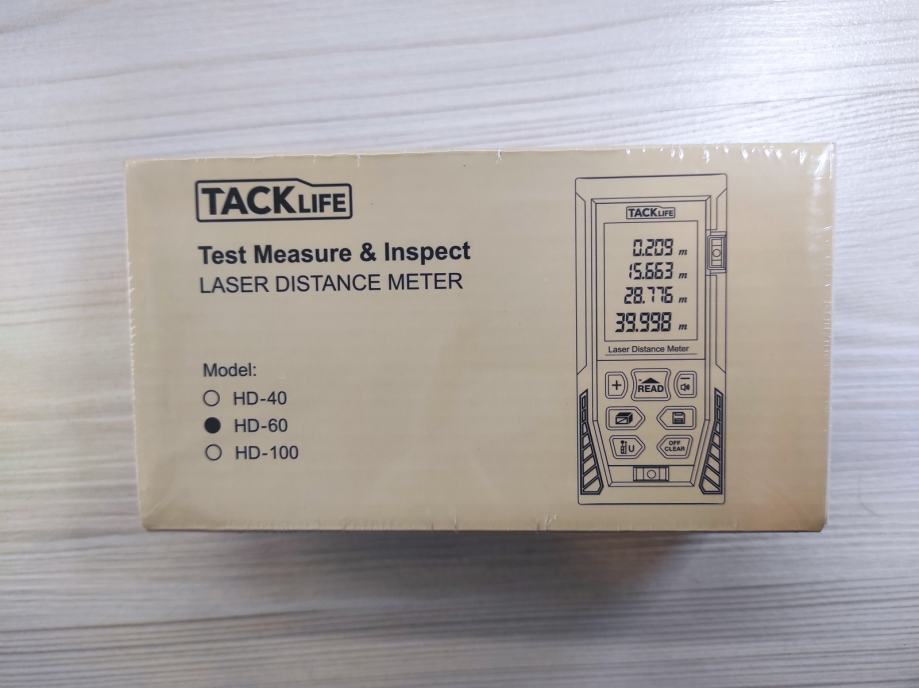 TACKLIFE
Test Measure & Inspect
LASER DISTANCE METER
Model:
HD-40
HD-60
HD-100
TACKLIFE
0.209 m
15.663 m
28.776 m
39.998 m
Laser Distance Meter
+ READ −
U OFF
CLEAR